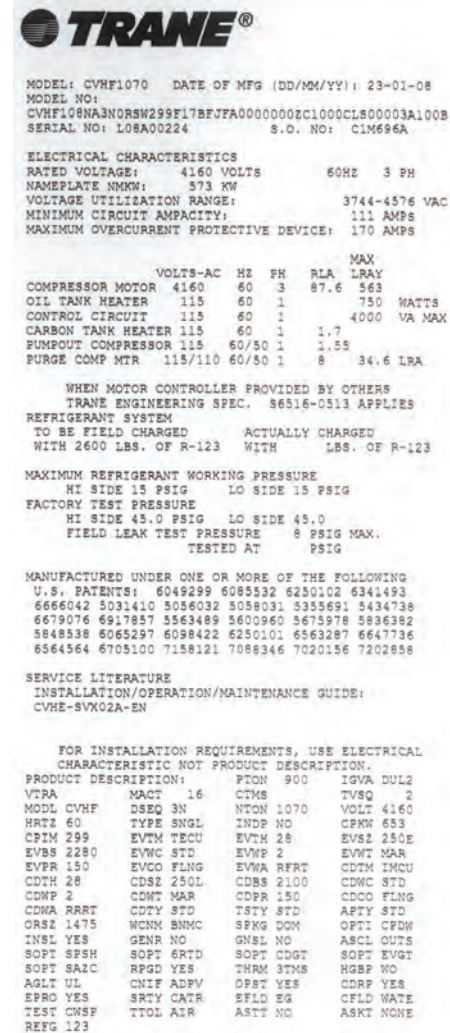 TRANE®
MODEL: CVHF1070 DATE OF MFG (DD/MM/YY): 23-01-08
MODEL NO:
CVHF108NA3N0RSW299F17BFJFA0000000ZC1000CLS00003A100B
SERIAL NO: L08A00224 S.O. NO: C1M696A
ELECTRICAL CHARACTERISTICS
RATED VOLTAGE: 4160 VOLTS 60HZ 3 PH
NAMEPLATE NMKW: 573 KW
VOLTAGE UTILIZATION RANGE: 3744-4576 VAC
MINIMUM CIRCUIT AMPACITY: 111 AMPS
MAXIMUM OVERCURRENT PROTECTIVE DEVICE: 170 AMPS
MAX
VOLTS-AC HZ PH RLA LRAY
COMPRESSOR MOTOR 4160 60 3 87.6 563
OIL TANK HEATER 115 60 1 750 WATTS
CONTROL CIRCUIT 115 60 1 4000 VA MAX
CARBON TANK HEATER 115 60 1 1.7
PUMPOUT COMPRESSOR 115 60/50 1 1.55
PURGE COMP MTR 115/110 60/50 1 8 34.6 LRA
WHEN MOTOR CONTROLLER PROVIDED BY OTHERS
TRANE ENGINEERING SPEC. S6516-0513 APPLIES
REFRIGERANT SYSTEM
TO BE FIELD CHARGED ACTUALLY CHARGED
WITH 2600 LBS. OF R-123 WITH LBS. OF R-123
MAXIMUM REFRIGERANT WORKING PRESSURE
HI SIDE 15 PSIG LO SIDE 15 PSIG
FACTORY TEST PRESSURE
HI SIDE 45.0 PSIG LO SIDE 45.0
FIELD LEAK TEST PRESSURE 8 PSIG MAX.
TESTED AT PSIG
MANUFACTURED UNDER ONE OR MORE OF THE FOLLOWING
U.S. PATENTS: 6049299 6085532 6250102 6341493
6666042 5031410 5056032 5058031 5355691 5434738
6679076 6917857 5563489 5600960 5675978 5836382
5848538 6065297 6098422 6250101 6563287 6647736
6564564 6705100 7158121 7088346 7020156 7202858
SERVICE LITERATURE
INSTALLATION/OPERATION/MAINTENANCE GUIDE:
CVHE-SVX02A-EN
FOR INSTALLATION REQUIREMENTS, USE ELECTRICAL
CHARACTERISTIC NOT PRODUCT DESCRIPTION.
PRODUCT DESCRIPTION: PTON 900 IGVA DUL2
VTRA MACT 16 CTMS TVSQ 2
MODL CVHF DSEQ 3N NTON 1070 VOLT 4160
HRTZ 60 TYPE SNGL INDP NO CPKW 653
CPIM 299 EVTM TECU EVTH 28 EVSZ 250E
EVBS 2280 EVWC STD EVWP 2 EVWT MAR
EVPR 150 EVCO FLNG EVWA RFRT CDTM IMCU
CDTH 28 CDSZ 250L CDBS 2100 CDWC STD
CDWP 2 CDWT MAR CDPR 150 CDCO FLNG
CDWA RRRT CDTY STD TSTY STD APTY STD
ORSZ 1475 WCNM BNMC SPKG DOM OPTI CPDW
INSL YES GENR NO GNSL NO ASCL OUTS
SOPT SPSH SOPT 6RTD SOPT CDGT SOPT EVGT
SOPT SAZC RPGD YES THRM 3TMS HGBP WO
AGLT UL CNIF ADPV OPST YES CDRP YES
EPRO YES SRTY CATR EFLD EG CFLD WATE
TEST CWSP TTOL AIR ASTT NO ASKT NONE
REFG 123